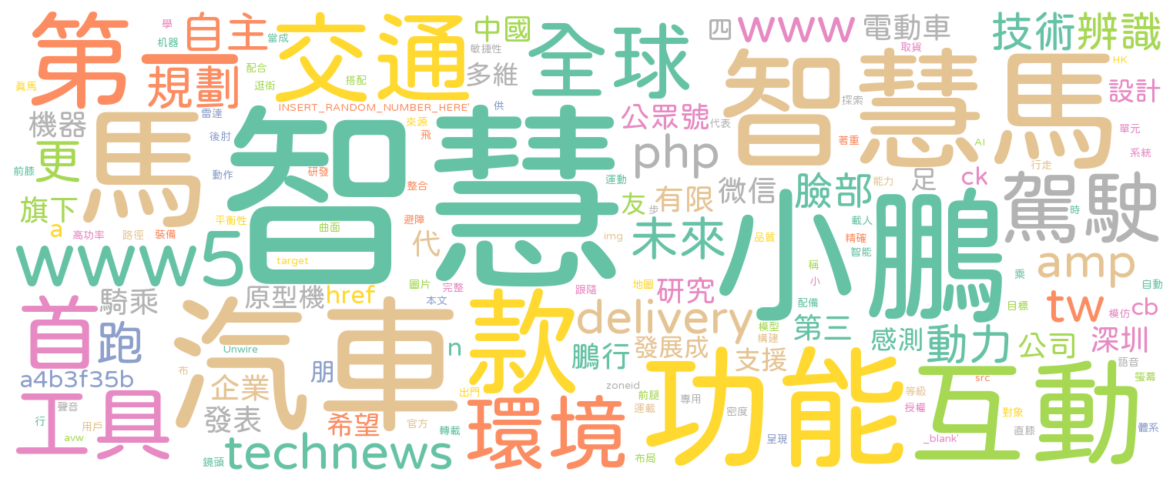 第一
自主
規劃
交通
中國
敏捷性
多維
全球
四
www
電動車
取貨
技術
辨識
HK
學
机器
當成
配合
逛街
搭配
真馬
INSERT_RANDOM_NUMBER_HERE'
供
雷達
來源
飛
公眾號
代表
探索
智慧馬
設計
機器
後肘
著重
AI
單元
系統
行走
更
馬
智慧
php
前膝
動作
研發
整合
運動
微信
足
ck
能力
駕駛
臉部
旗下
a
平衡性
曲面
避障
友
步
有限
載人
時
高功率
路徑
裝備
代
img
未來
小鵬
品質
精確
智能
www5
target
amp
稱
乘
自動
圖片
完整
跟隨
地圖
研究
小
騎乘
原型機
href
本文
配備
目標
tw
模仿
cb
首
跑
汽車
款
delivery
模型
構建
第三
感測
動力
公司
深圳
Unwire
n
鵬行
發展成
支援
語音
布
a4b3f35b
企業
朋
zoneid
src
螢幕
工具
聲音
發表
出門
前腿
運載
專用
等級
授權
對象
行
用戶
希望
官方
轉載
環境
密度
功能
互動
直膝
體系
avw
鏡頭
technews
布局
呈現
_blank'